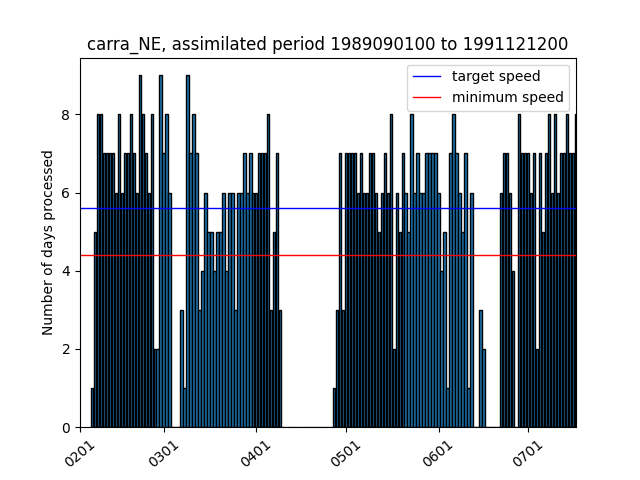 carra_NE, assimilated period 1989090100 to 1991121200
target speed
minimum speed
Number of days processed
8
6
4
2
0
0201
0301
0401
0501
0601
0701